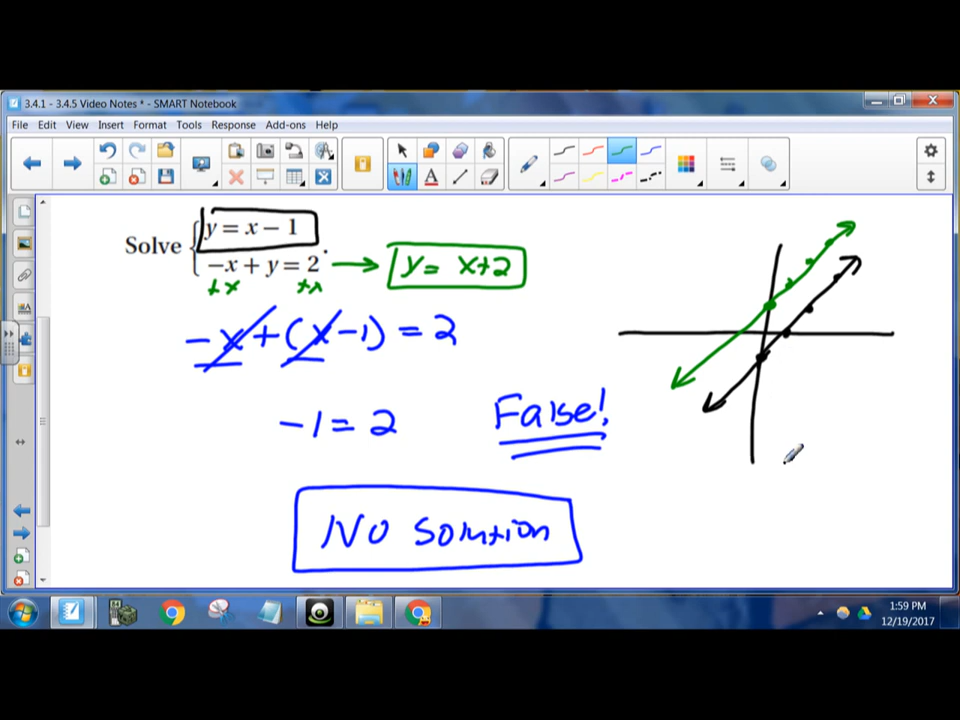 3.4.1 - 3.4.5 Video Notes * - SMART Notebook
File Edit View Insert Format Tools Response Add-ons Help
Solve { y = x − 1
−x + y = 2 . → y = x+2
+x +x
-x + (x -1) = 2
-1 = 2 False!
No solution
1:59 PM
12/19/2017